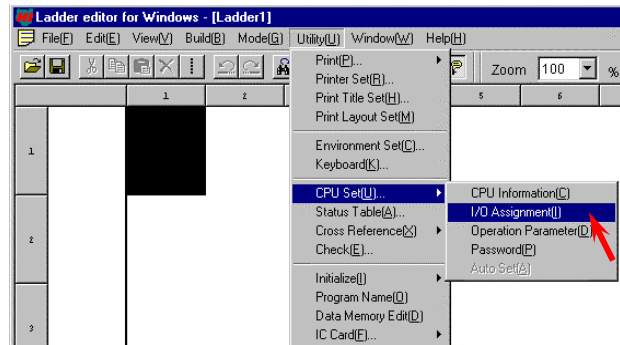 Ladder editor for Windows - [Ladder1]
File(F) Edit(E) View(V) Build(B) Mode(G) Utility(U) Window(W) Help(H)
Zoom 100 %
1 2 5 6
1
2
3
Print(P)...
Printer Set(R)...
Print Title Set(H)...
Print Layout Set(M)
Environment Set(C)...
Keyboard(K)...
CPU Set(U)...
Status Table(A)...
Cross Reference(X)
Check(E)...
Initialize(I)
Program Name(O)
Data Memory Edit(D)
IC Card(F)...
CPU Information(C)
I/O Assignment(I)
Operation Parameter(D)
Password(P)
Auto Set(A)